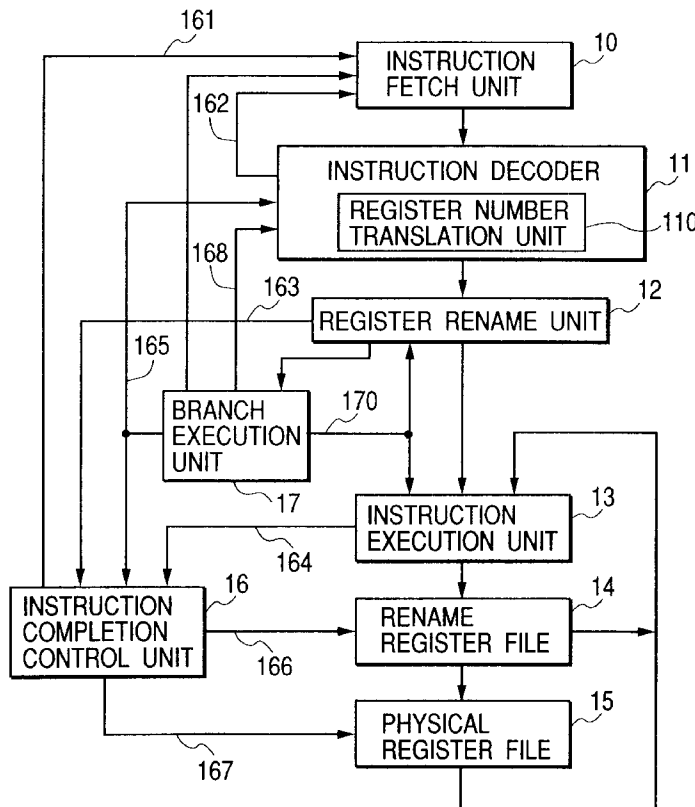 161
10
INSTRUCTION
FETCH UNIT
162
INSTRUCTION DECODER
11
REGISTER NUMBER
TRANSLATION UNIT
110
168
163
12
REGISTER RENAME UNIT
165
BRANCH
EXECUTION
UNIT
170
17
13
INSTRUCTION
EXECUTION UNIT
164
16
14
INSTRUCTION
COMPLETION
CONTROL UNIT
166
RENAME
REGISTER FILE
15
PHYSICAL
REGISTER FILE
167